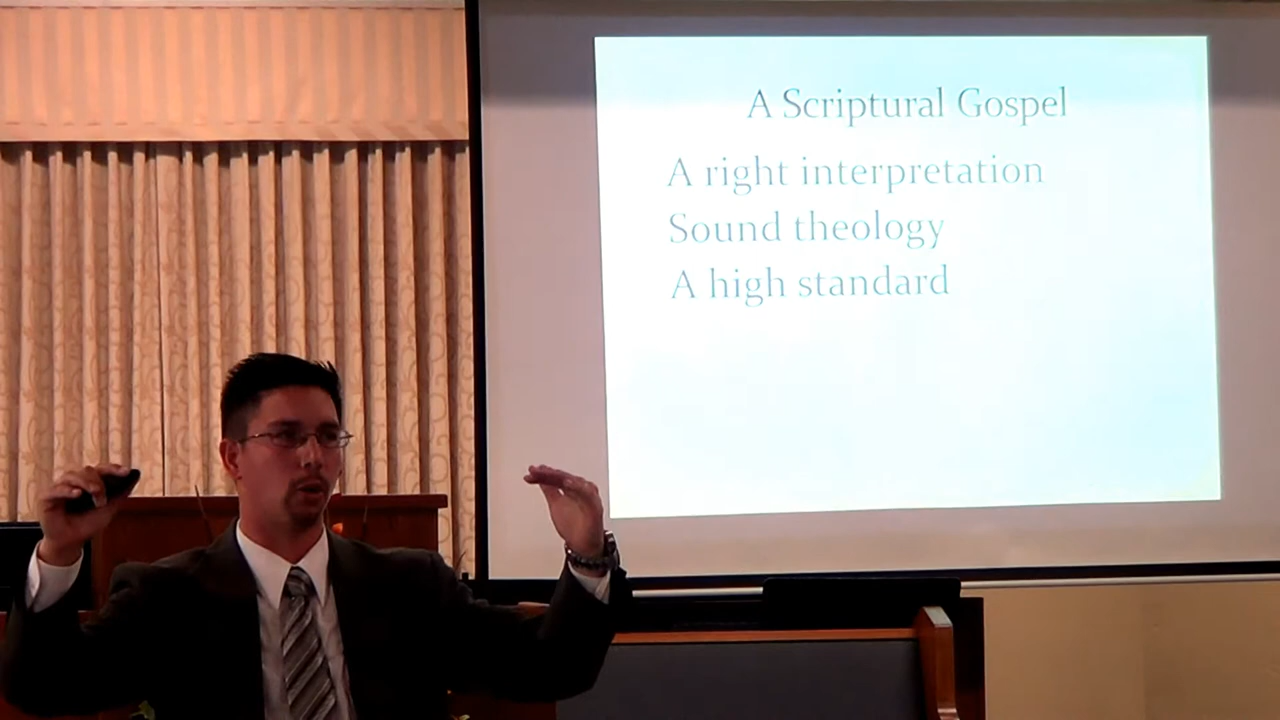 A Scriptural Gospel
A right interpretation
Sound theology
A high standard